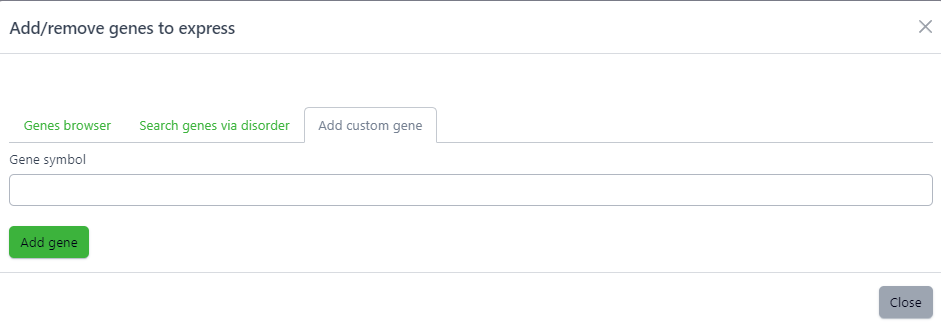 Add/remove genes to express
Genes browser Search genes via disorder Add custom gene
Gene symbol
Add gene
Close